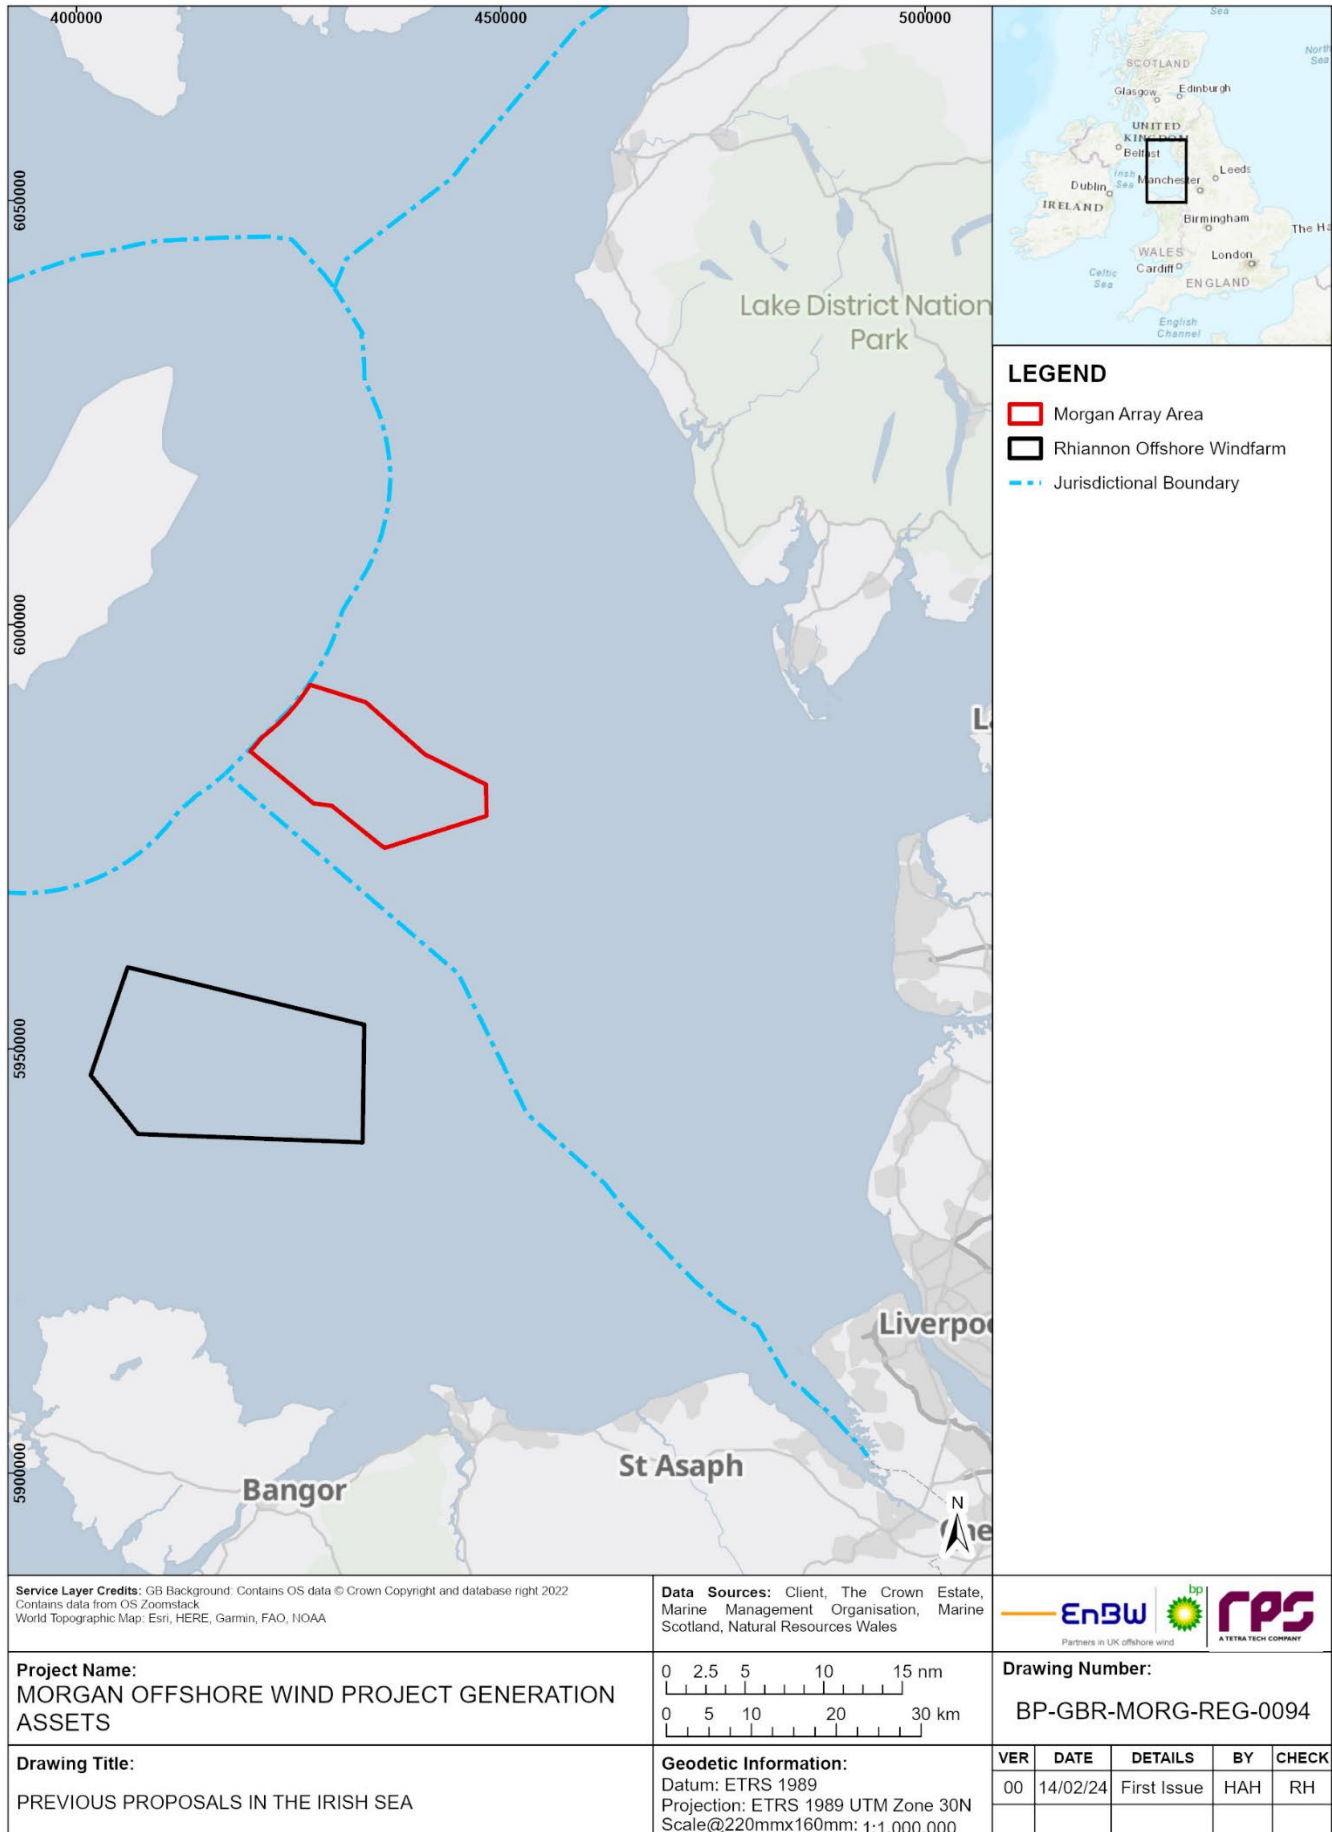 400000
450000
500000
6050000
6000000
5950000
5900000
Lake District Nation
Park
Liverpoo
St Asaph
Bangor
N
Sea
North
Sea
SCOTLAND
Glasgow
Edinburgh
UNITED
KINGDOM
Belfast
Irish
Sea
Manchester
Leeds
Dublin
IRELAND
Birmingham
The Ha
WALES
London
Cardiff
Celtic
Sea
ENGLAND
English
Channel
LEGEND
Morgan Array Area
Rhiannon Offshore Windfarm
Jurisdictional Boundary
Service Layer Credits: GB Background: Contains OS data © Crown Copyright and database right 2022
Contains data from OS Zoomstack
World Topographic Map: Esri, HERE, Garmin, FAO, NOAA
Data Sources: Client, The Crown Estate,
Marine Management Organisation, Marine
Scotland, Natural Resources Wales
EnBW
Partners in UK offshore wind
bp
rps
A TETRA TECH COMPANY
Project Name:
MORGAN OFFSHORE WIND PROJECT GENERATION
ASSETS
0 2.5 5 10 15 nm
0 5 10 20 30 km
Drawing Number:
BP-GBR-MORG-REG-0094
Drawing Title:
PREVIOUS PROPOSALS IN THE IRISH SEA
Geodetic Information:
Datum: ETRS 1989
Projection: ETRS 1989 UTM Zone 30N
Scale@220mmx160mm: 1:1,000,000
VER DATE DETAILS BY CHECK
00 14/02/24 First Issue HAH RH